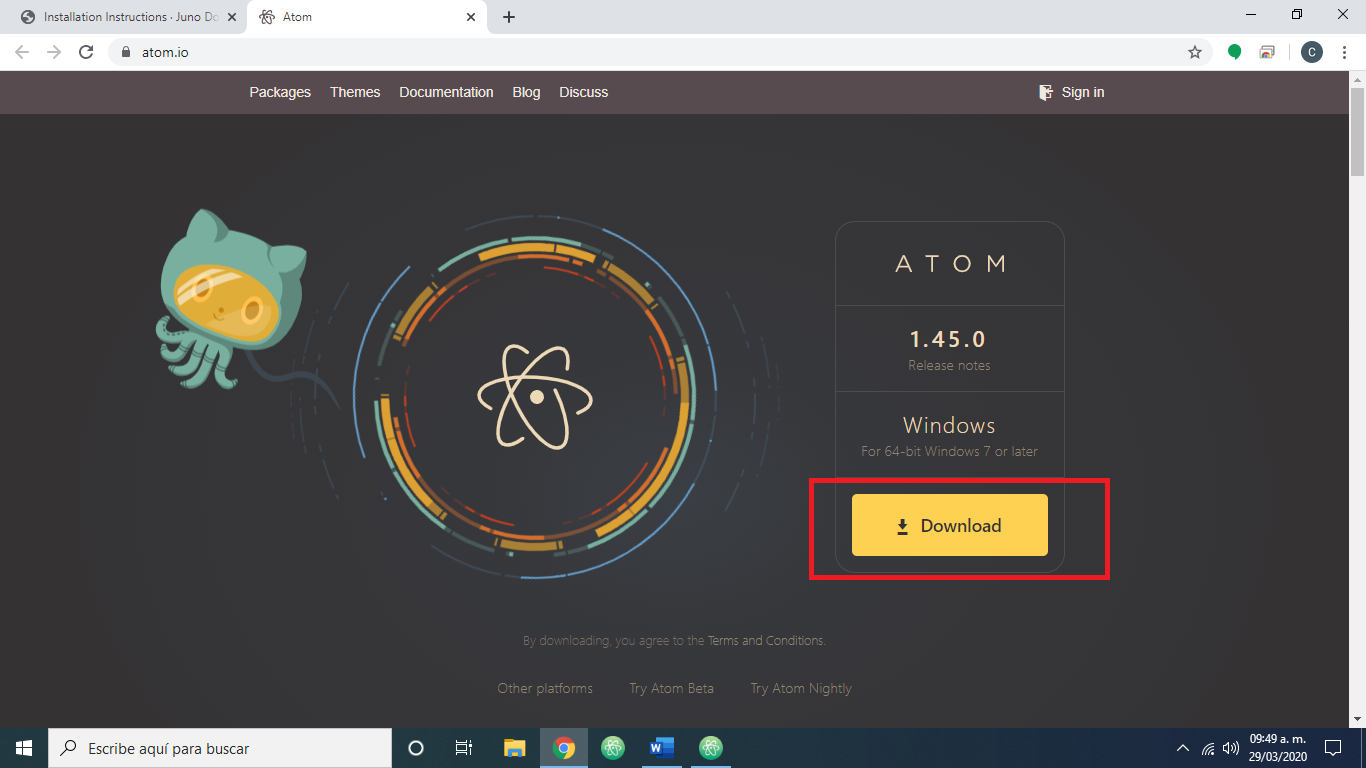 Installation Instructions · Juno Do
Atom
atom.io
C
Packages Themes Documentation Blog Discuss Sign in
ATOM
1.45.0
Release notes
Windows
For 64-bit Windows 7 or later
Download
By downloading, you agree to the Terms and Conditions.
Other platforms Try Atom Beta Try Atom Nightly
Escribe aquí para buscar
W
09:49 a. m.
29/03/2020